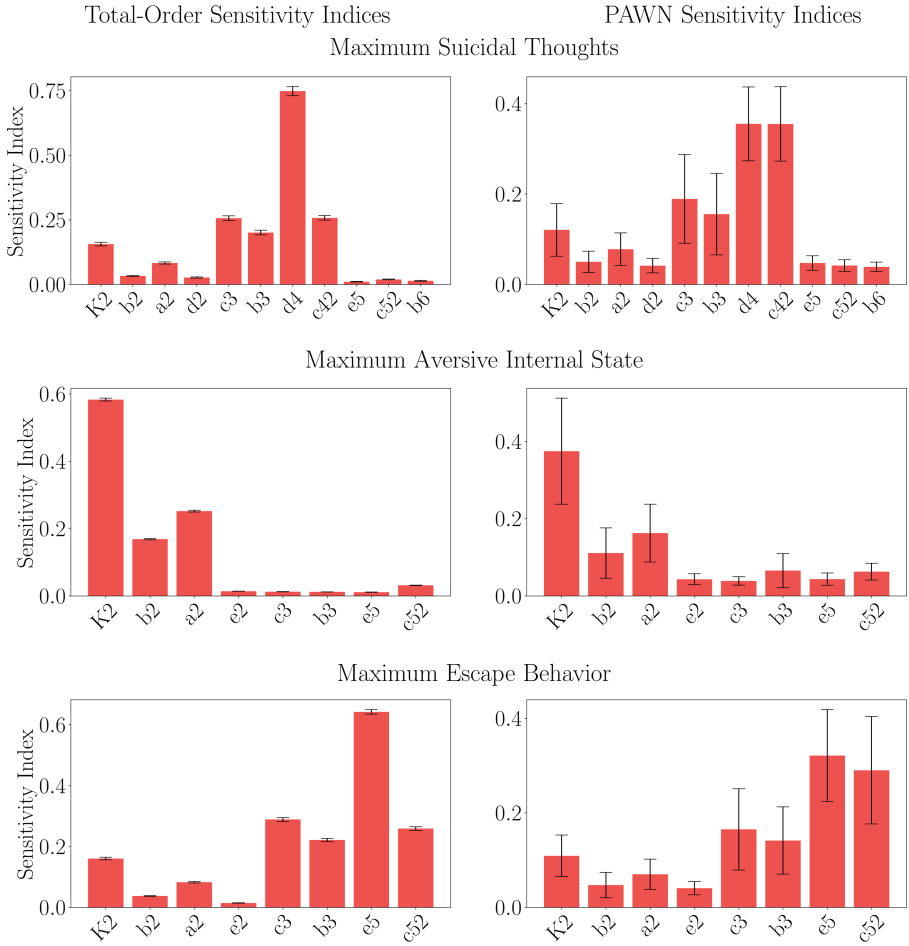 Total-Order Sensitivity Indices
PAWN Sensitivity Indices
Maximum Suicidal Thoughts
Sensitivity Index
0.75
0.50
0.25
0.00
K2 b2 a2 d2 c3 b3 d4 c42 e5 c52 b6
0.4
0.2
0.0
K2 b2 a2 d2 c3 b3 d4 c42 e5 c52 b6
Maximum Aversive Internal State
Sensitivity Index
0.6
0.4
0.2
0.0
K2 b2 a2 e2 c3 b3 e5 c52
0.4
0.2
0.0
K2 b2 a2 e2 c3 b3 e5 c52
Maximum Escape Behavior
Sensitivity Index
0.6
0.4
0.2
0.0
K2 b2 a2 e2 c3 b3 e5 c52
0.4
0.2
0.0
K2 b2 a2 e2 c3 b3 e5 c52